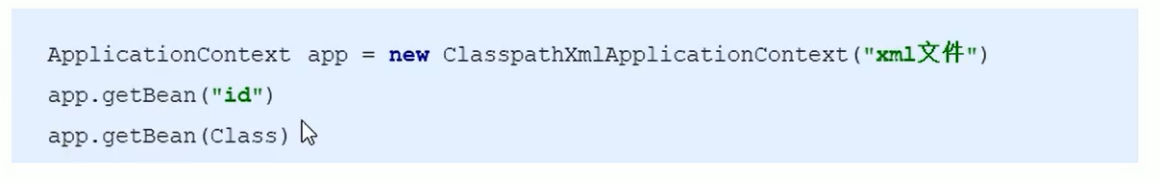 ApplicationContext app = new ClasspathXmlApplicationContext("xml文件")
app.getBean("id")
app.getBean(Class)